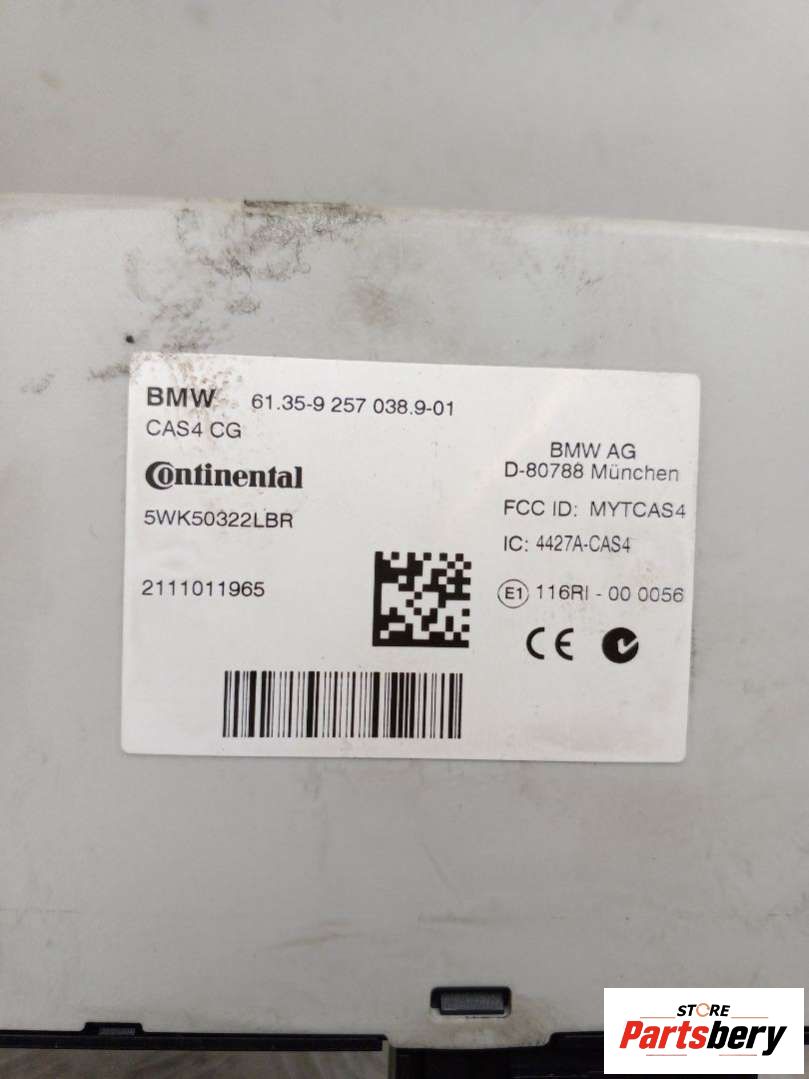 BMW 61.35-9 257 038.9-01
CAS4 CG
Continental
5WK50322LBR
2111011965
BMW AG
D-80788 München
FCC ID: MYTCAS4
IC: 4427A-CAS4
E1 116RI - 00 0056
CE
STORE
Partsbery